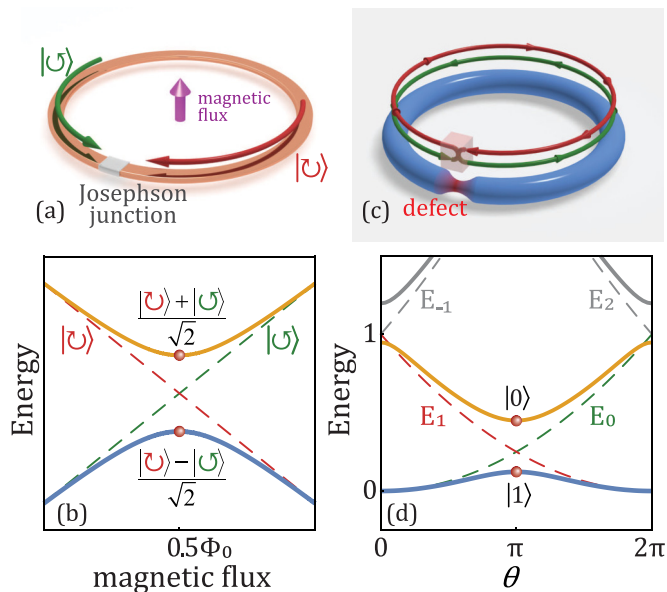 |↺⟩
magnetic
flux
|↻⟩
Josephson
junction
(a)
defect
(c)
Energy
|↻⟩+|↺⟩
√2
|↻⟩
|↺⟩
|↻⟩−|↺⟩
√2
(b)
0.5Φ₀
magnetic flux
Energy
1
0
E₋₁
E₂
|0⟩
E₁
E₀
|1⟩
(d)
0
π
2π
θ